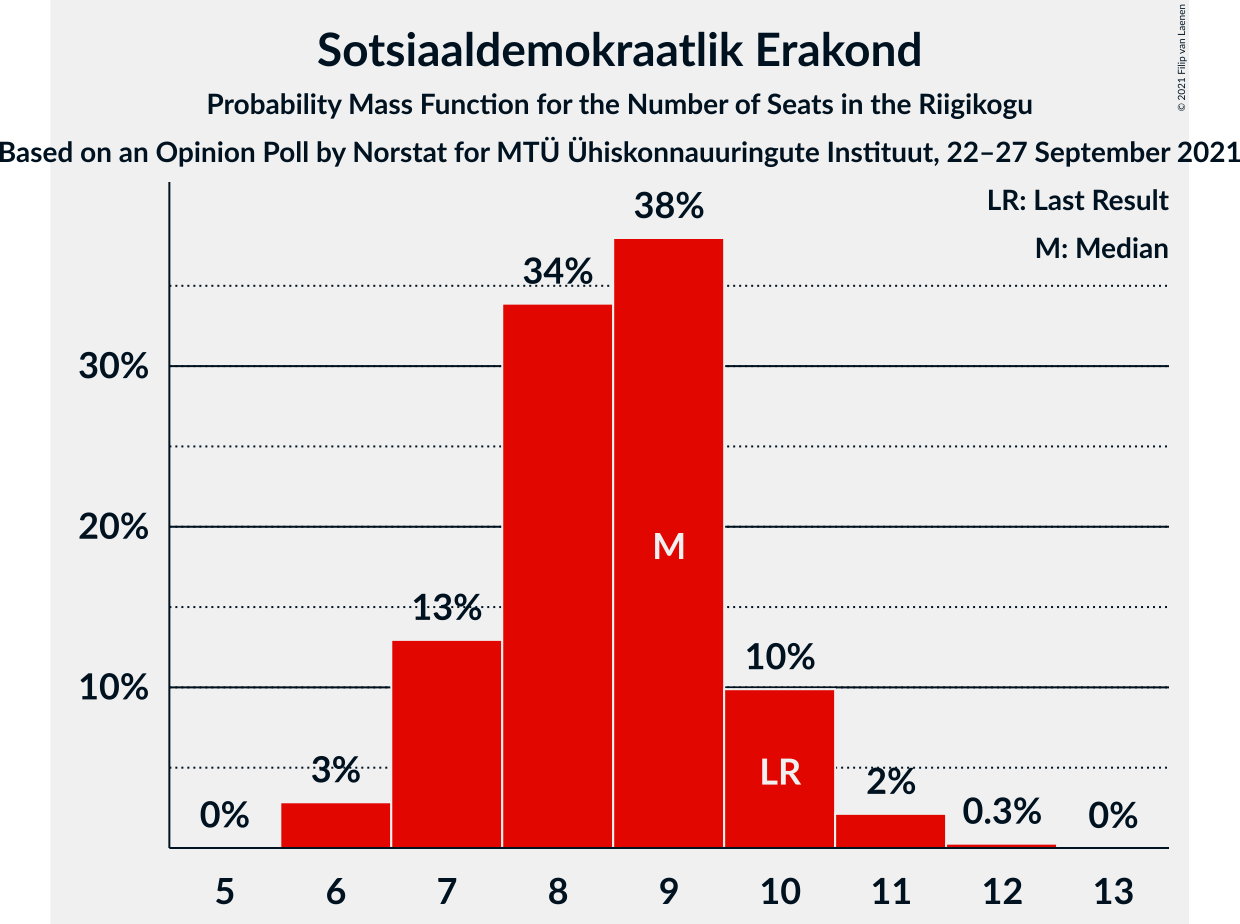 Sotsiaaldemokraatlik Erakond
Probability Mass Function for the Number of Seats in the Riigikogu
Based on an Opinion Poll by Norstat for MTÜ Ühiskonnauuringute Instituut, 22–27 September 2021
© 2021 Filip van Laenen
LR: Last Result
M: Median
38%
34%
30%
20%
M
13%
10%
10%
LR
3%
2%
0%
0.3%
0%
5 6 7 8 9 10 11 12 13